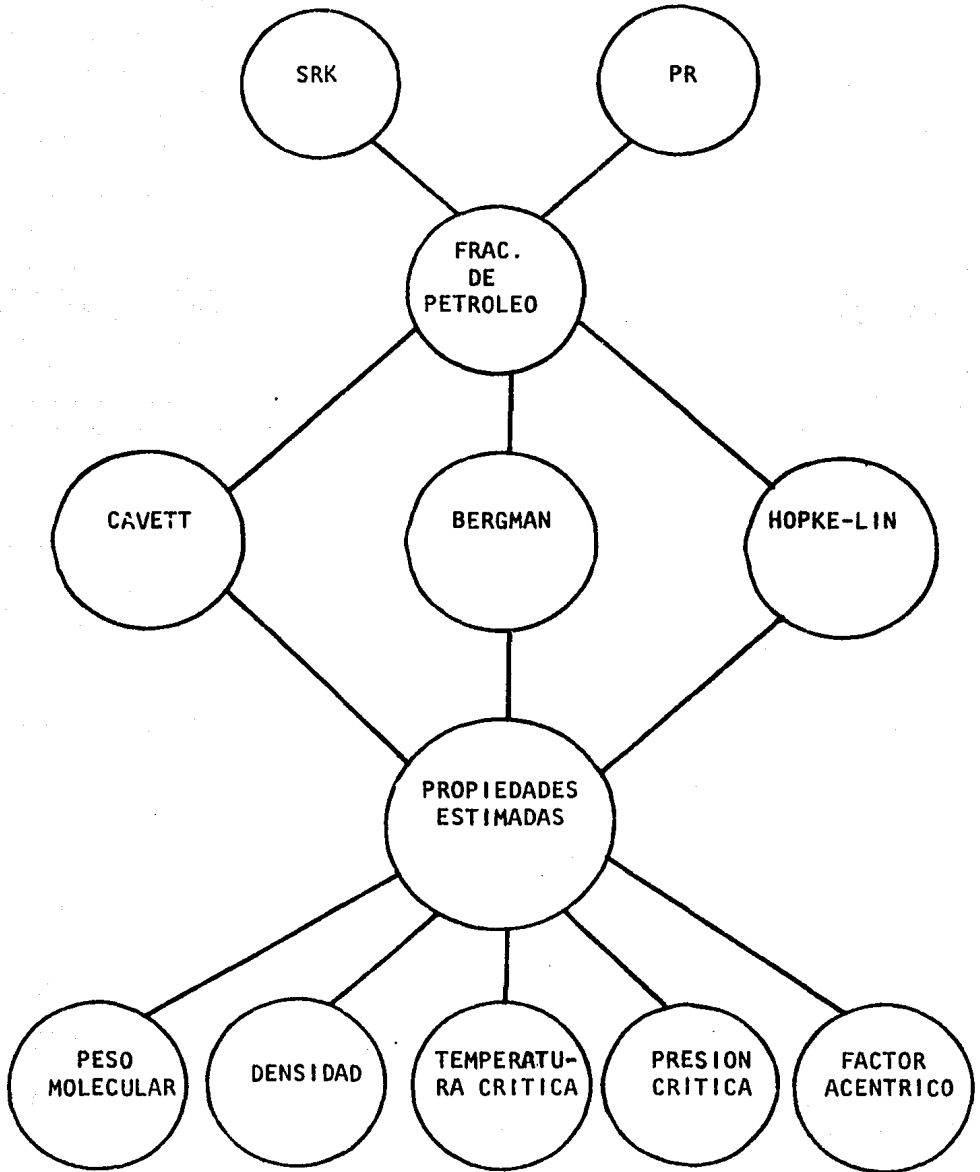 SRK
PR
FRAC.
DE
PETROLEO
CAVETT
BERGMAN
HOPKE-LIN
PROPIEDADES
ESTIMADAS
PESO
MOLECULAR
DENSIDAD
TEMPERATU-
RA CRITICA
PRESION
CRITICA
FACTOR
ACENTRICO